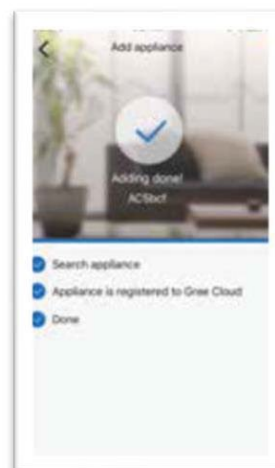 Add appliance
Adding done!
Search appliance
Appliance is registered to Gree Cloud
Done